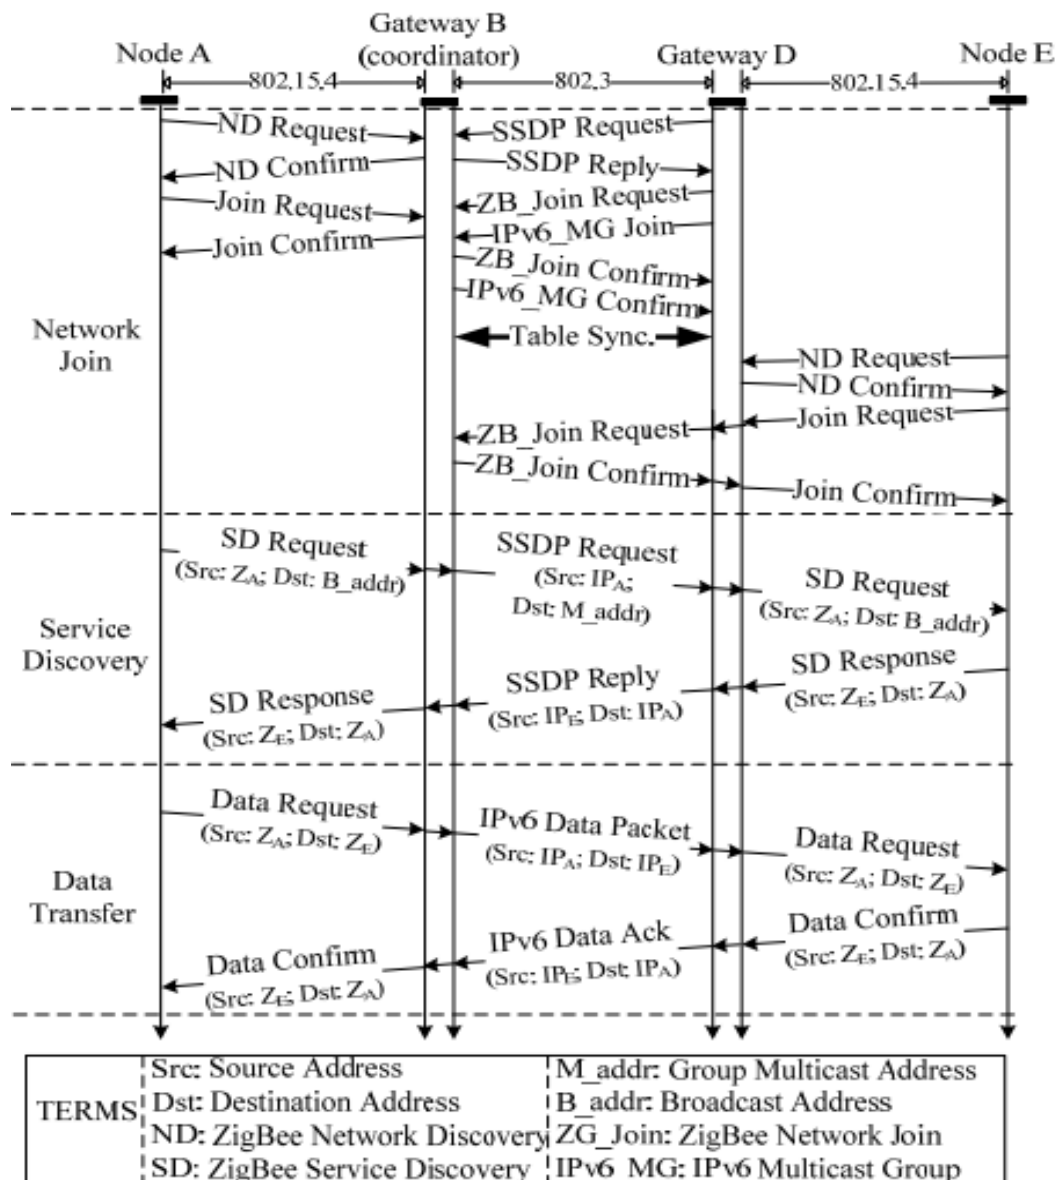 Gateway B
Node A
(coordinator)
Gateway D
Node E
802.15.4
802.3
802.15.4
ND Request
SSDP Request
ND Confirm
SSDP Reply
Join Request
ZB_Join Request
Join Confirm
IPv6_MG Join
ZB_Join Confirm
IPv6_MG Confirm
Network
Join
Table Sync.
ND Request
ND Confirm
Join Request
ZB_Join Request
ZB_Join Confirm
Join Confirm
SD Request
(Src: ZA; Dst: B_addr)
SSDP Request
(Src: IPA;
Dst: M_addr)
SD Request
(Src: ZA; Dst: B_addr)
Service
Discovery
SD Response
(Src: ZE; Dst: ZA)
SSDP Reply
(Src: IPE; Dst: IPA)
SD Response
(Src: ZE; Dst: ZA)
Data Request
(Src: ZA; Dst: ZE)
IPv6 Data Packet
(Src: IPA; Dst: IPE)
Data Request
(Src: ZA; Dst: ZE)
Data
Transfer
Data Confirm
(Src: ZE; Dst: ZA)
IPv6 Data Ack
(Src: IPE; Dst: IPA)
Data Confirm
(Src: ZE; Dst: ZA)
TERMS
Src: Source Address
Dst: Destination Address
ND: ZigBee Network Discovery
SD: ZigBee Service Discovery
M_addr: Group Multicast Address
B_addr: Broadcast Address
ZG_Join: ZigBee Network Join
IPv6_MG: IPv6 Multicast Group